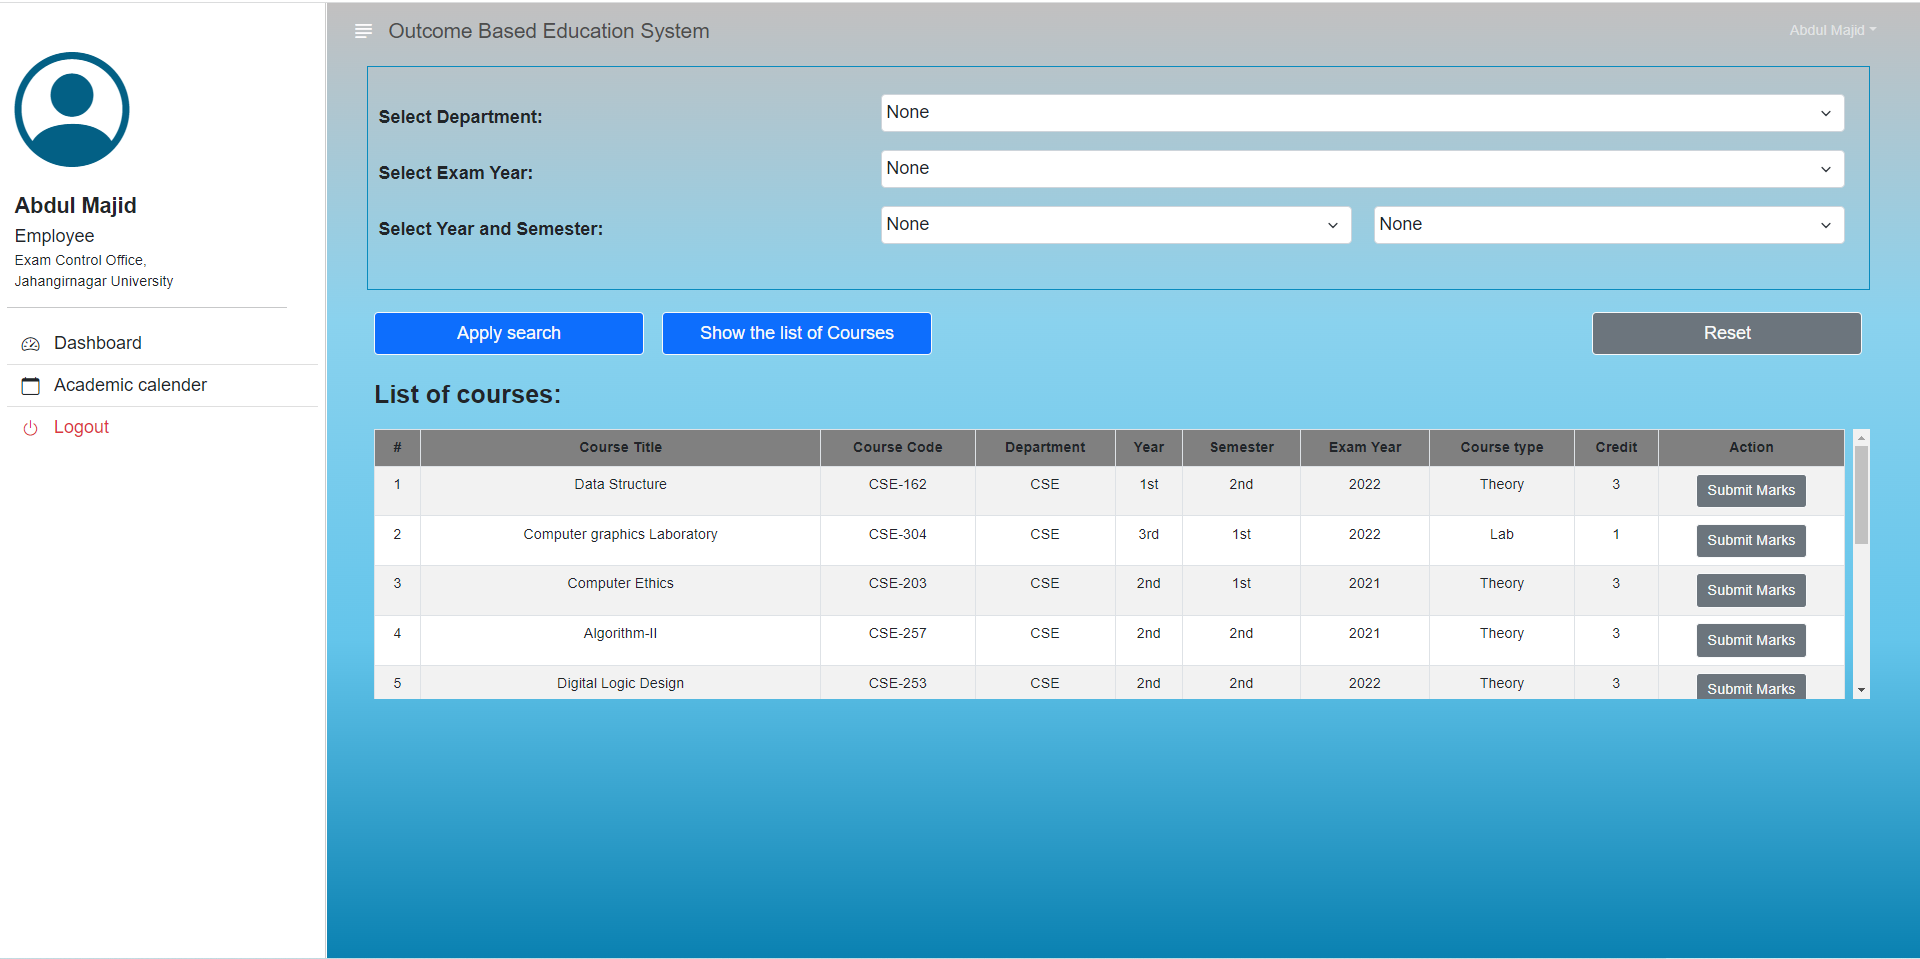 Outcome Based Education System
Abdul Majid
Abdul Majid
Employee
Exam Control Office,
Jahangirnagar University
Dashboard
Academic calender
Logout
Select Department: None
Select Exam Year: None
Select Year and Semester: None None
Apply search Show the list of Courses Reset
List of courses:
# Course Title Course Code Department Year Semester Exam Year Course type Credit Action
1 Data Structure CSE-162 CSE 1st 2nd 2022 Theory 3 Submit Marks
2 Computer graphics Laboratory CSE-304 CSE 3rd 1st 2022 Lab 1 Submit Marks
3 Computer Ethics CSE-203 CSE 2nd 1st 2021 Theory 3 Submit Marks
4 Algorithm-II CSE-257 CSE 2nd 2nd 2021 Theory 3 Submit Marks
5 Digital Logic Design CSE-253 CSE 2nd 2nd 2022 Theory 3 Submit Marks